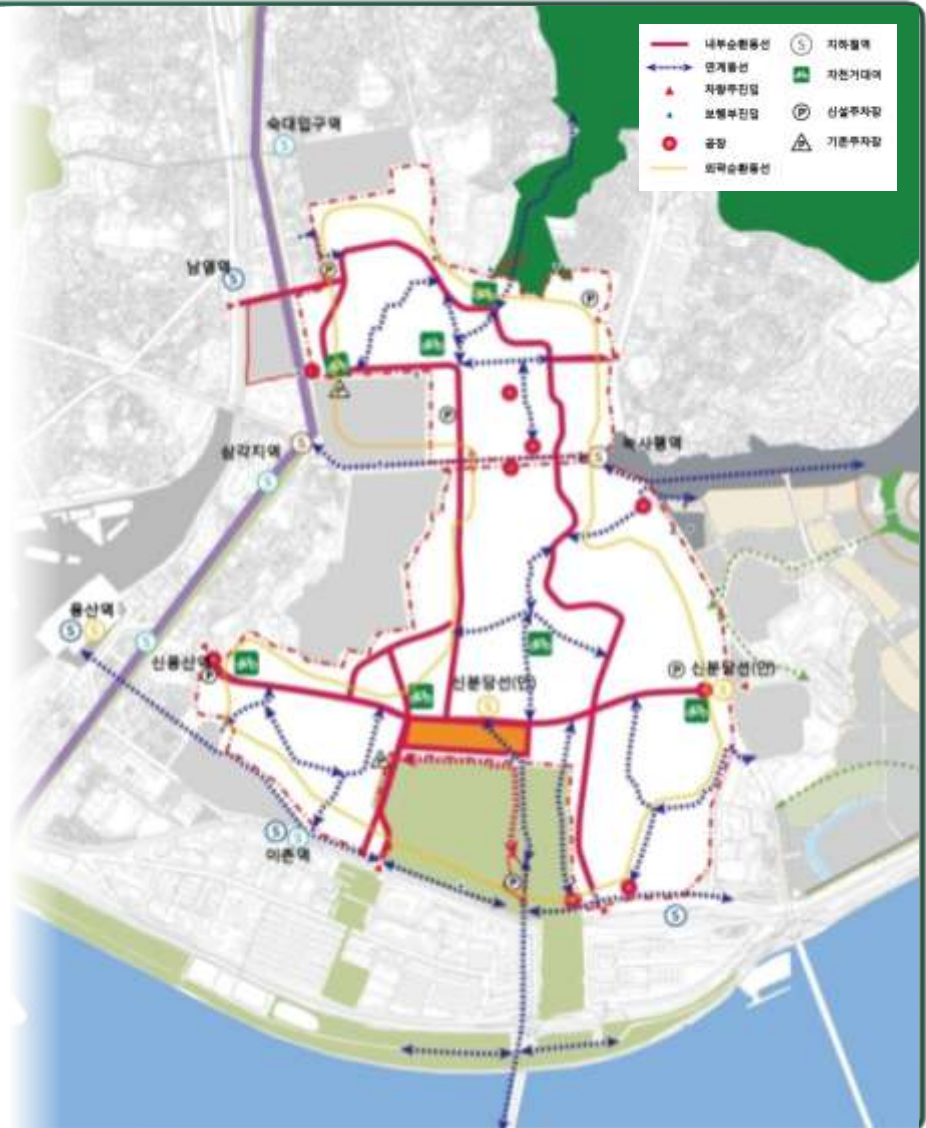 내부순환동선
Ⓢ 지하철역
연계동선
자전거대여
차량주진입
보행부진입
Ⓟ 신설주차장
광장
기존주차장
외곽순환동선
숙대입구역
S
남영역
S
P
P
P
P
삼각지역
S
S
녹사평역
S
용산역
S S
S
신용산역
P
신분당선(안)
S
P 신분당선(안)
S
P
S S
이촌역
P
S